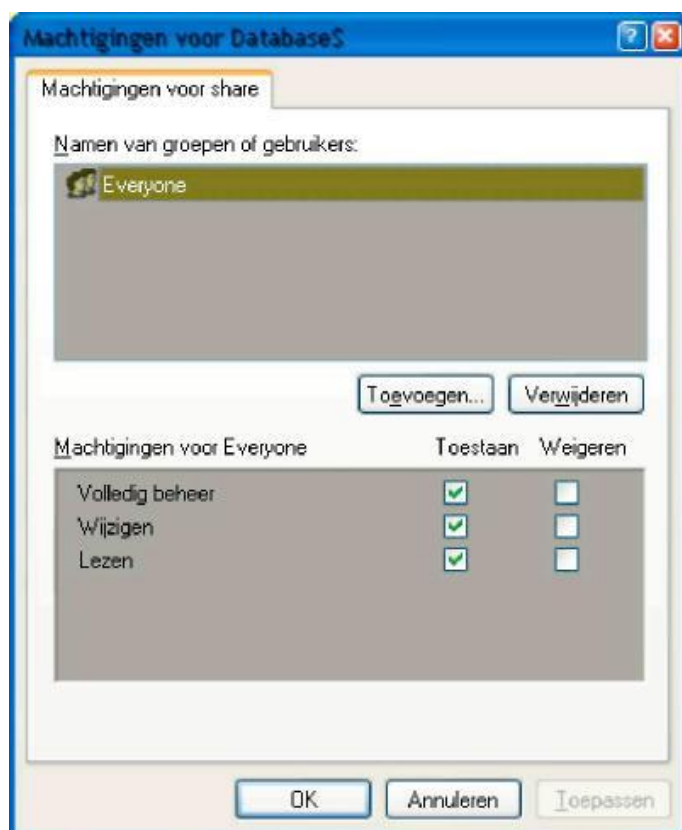 Machtigingen voor Database$
Machtigingen voor share
Namen van groepen of gebruikers:
Everyone
Toevoegen... Verwijderen
Machtigingen voor Everyone Toestaan Weigeren
Volledig beheer
Wijzigen
Lezen
OK Annuleren Toepassen